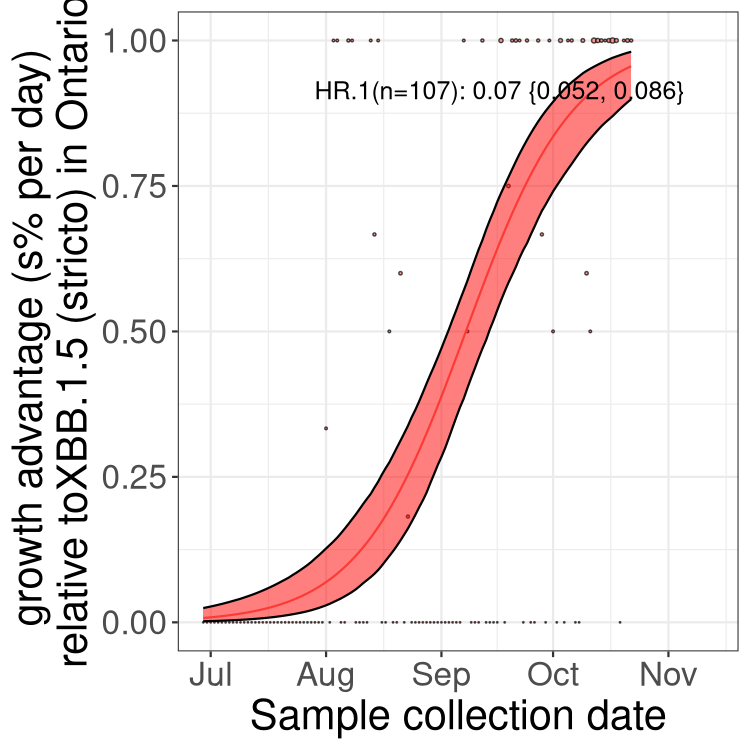 growth advantage (s% per day)
relative toXBB.1.5 (stricto) in Ontario
1.00
0.75
0.50
0.25
0.00
HR.1(n=107): 0.07 {0.052, 0.086}
Jul Aug Sep Oct Nov
Sample collection date